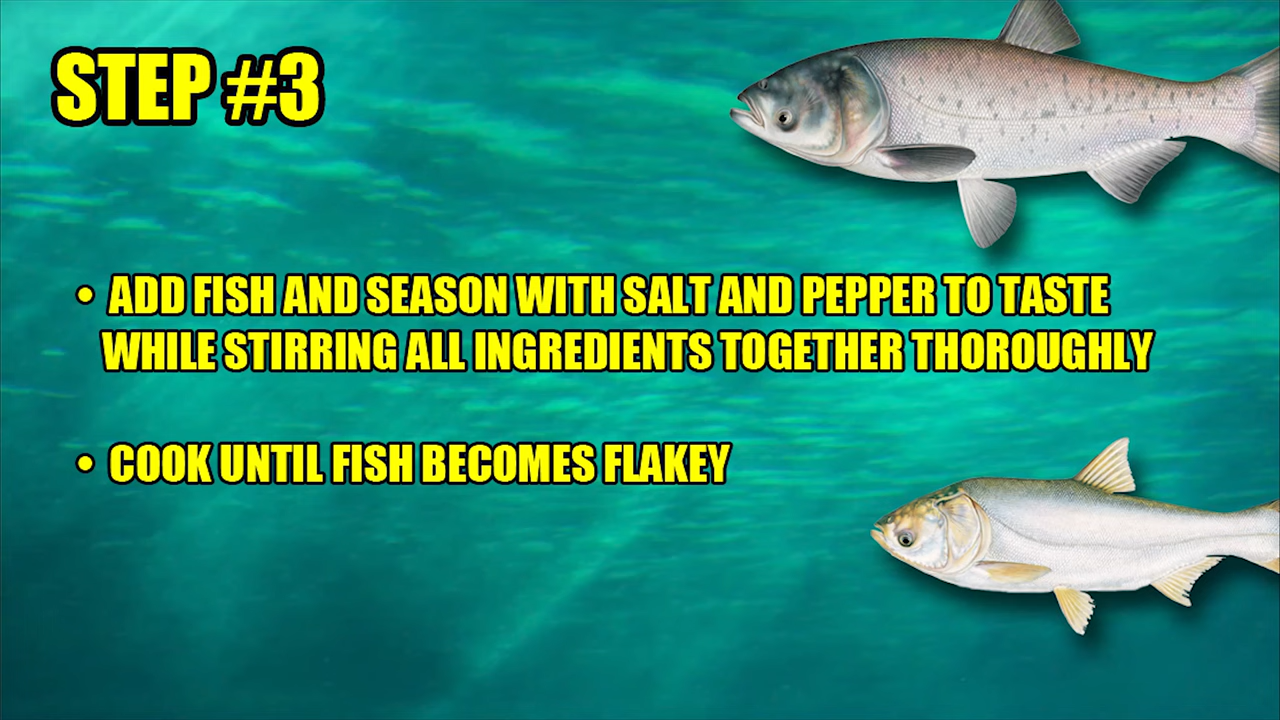 STEP #3
• ADD FISH AND SEASON WITH SALT AND PEPPER TO TASTE
WHILE STIRRING ALL INGREDIENTS TOGETHER THOROUGHLY
• COOK UNTIL FISH BECOMES FLAKEY